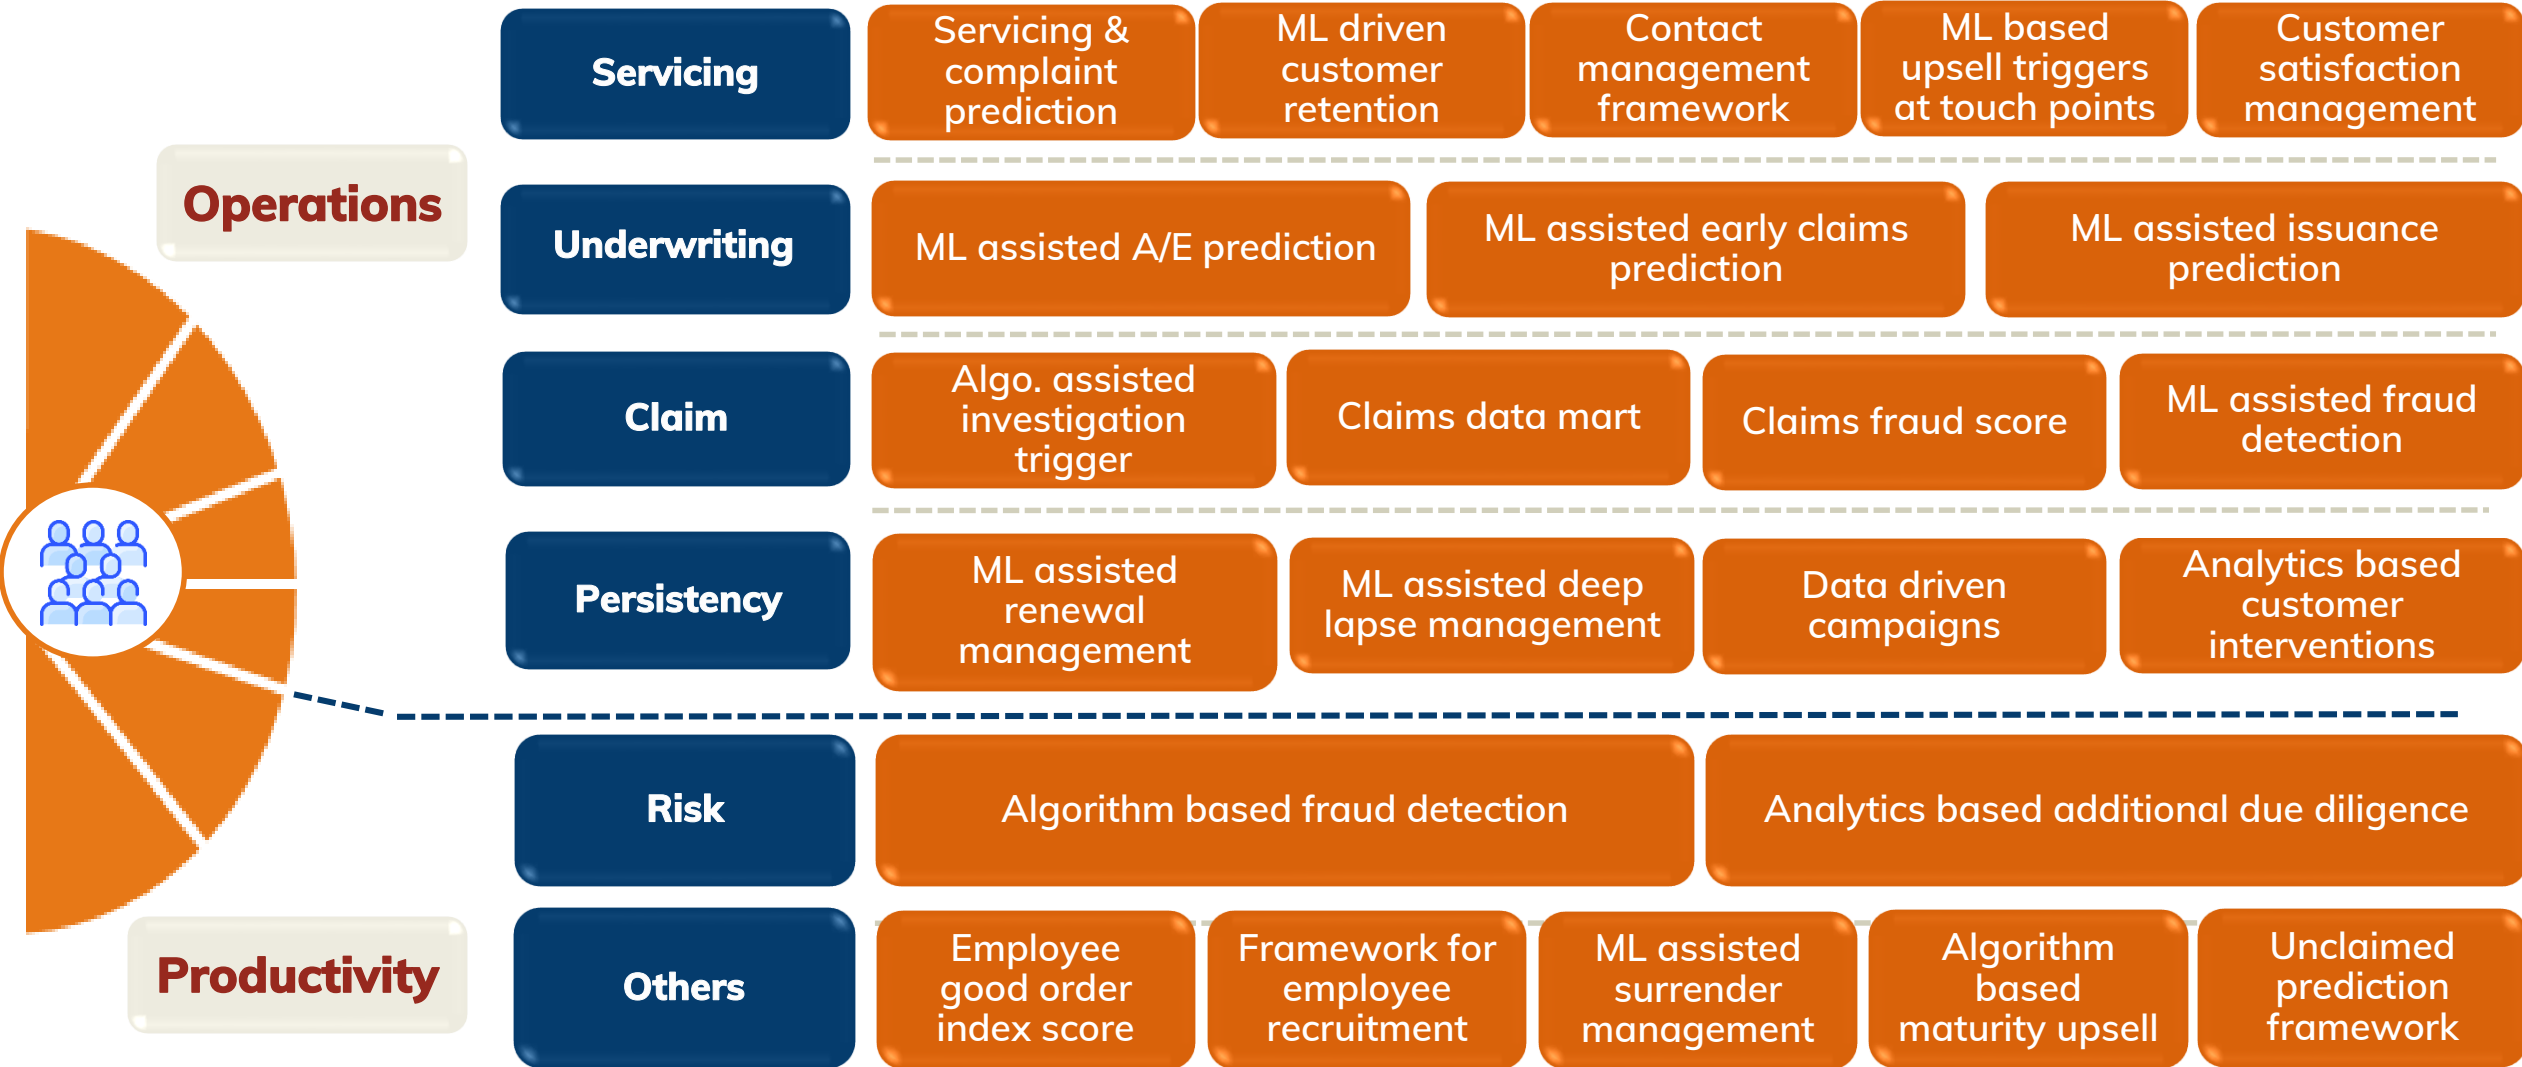 Operations
Servicing
Servicing &
complaint
prediction
ML driven
customer
retention
Contact
management
framework
ML based
upsell triggers
at touch points
Customer
satisfaction
management
Underwriting
ML assisted A/E prediction
ML assisted early claims
prediction
ML assisted issuance
prediction
Claim
Algo. assisted
investigation
trigger
Claims data mart
Claims fraud score
ML assisted fraud
detection
Persistency
ML assisted
renewal
management
ML assisted deep
lapse management
Data driven
campaigns
Analytics based
customer
interventions
Productivity
Risk
Algorithm based fraud detection
Analytics based additional due diligence
Others
Employee
good order
index score
Framework for
employee
recruitment
ML assisted
surrender
management
Algorithm
based
maturity upsell
Unclaimed
prediction
framework